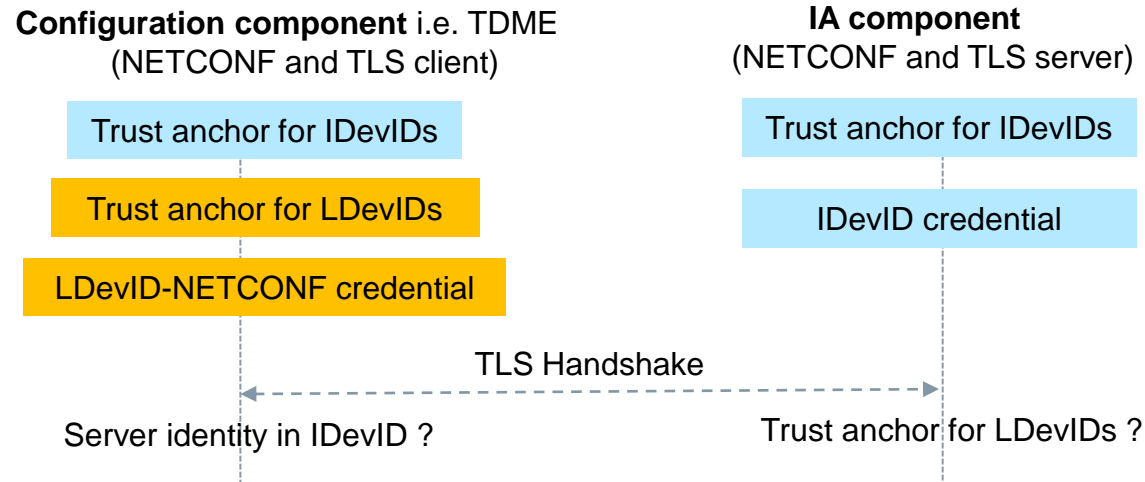 Configuration component i.e. TDME
(NETCONF and TLS client)
IA component
(NETCONF and TLS server)
Trust anchor for IDevIDs
Trust anchor for IDevIDs
Trust anchor for LDevIDs
IDevID credential
LDevID-NETCONF credential
TLS Handshake
Server identity in IDevID ?
Trust anchor for LDevIDs ?